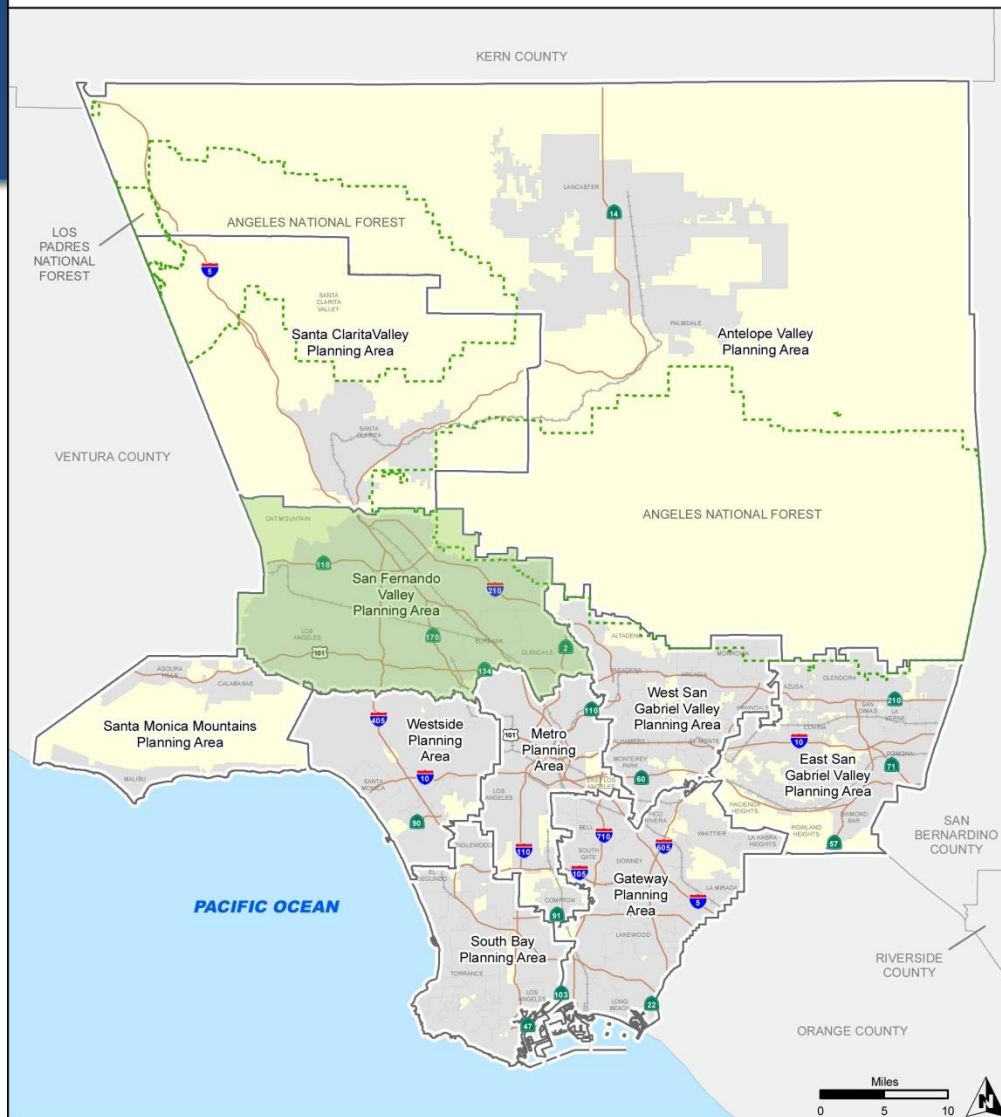 KERN COUNTY
LANCASTER
14
ANGELES NATIONAL FOREST
LOS
PADRES
NATIONAL
FOREST
5
SANTA
CLARITA
VALLEY
Santa ClaritaValley
Planning Area
PALMDALE
Antelope Valley
Planning Area
SANTA
CLARITA
VENTURA COUNTY
ANGELES NATIONAL FOREST
OAT MOUNTAIN
118
San Fernando
Valley
Planning Area
210
LOS
ANGELES
170
BURBANK
101
GLENDALE
2
134
ALTADENA
PASADENA
ARCADIA
MONROVIA
AZUSA
GLENDORA
AGOURA
HILLS
CALABASAS
Santa Monica Mountains
Planning Area
MALIBU
405
Westside
Planning
Area
10
SANTA
MONICA
90
101
Metro
Planning
Area
110
LOS
ANGELES
West San
Gabriel Valley
Planning Area
IRWINDALE
ALHAMBRA
EL MONTE
MONTEREY
PARK
60
EAST LOS
ANGELES
SAN
DIMAS
LA
VERNE
210
COVINA
10
POMONA
71
East San
Gabriel Valley
Planning Area
HACIENDA
HEIGHTS
ROWLAND
HEIGHTS
DIAMOND
BAR
57
SAN
BERNARDINO
COUNTY
INGLEWOOD
110
BELL
710
SOUTH
GATE
105
DOWNEY
PICO
RIVERA
605
WHITTIER
LA HABRA
HEIGHTS
Gateway
Planning
Area
LA MIRADA
5
EL
SEGUNDO
COMPTON
91
LAKEWOOD
PACIFIC OCEAN
South Bay
Planning Area
TORRANCE
LOS
ANGELES
103
47
LONG
BEACH
22
RIVERSIDE
COUNTY
ORANGE COUNTY
Miles
0 5 10
N